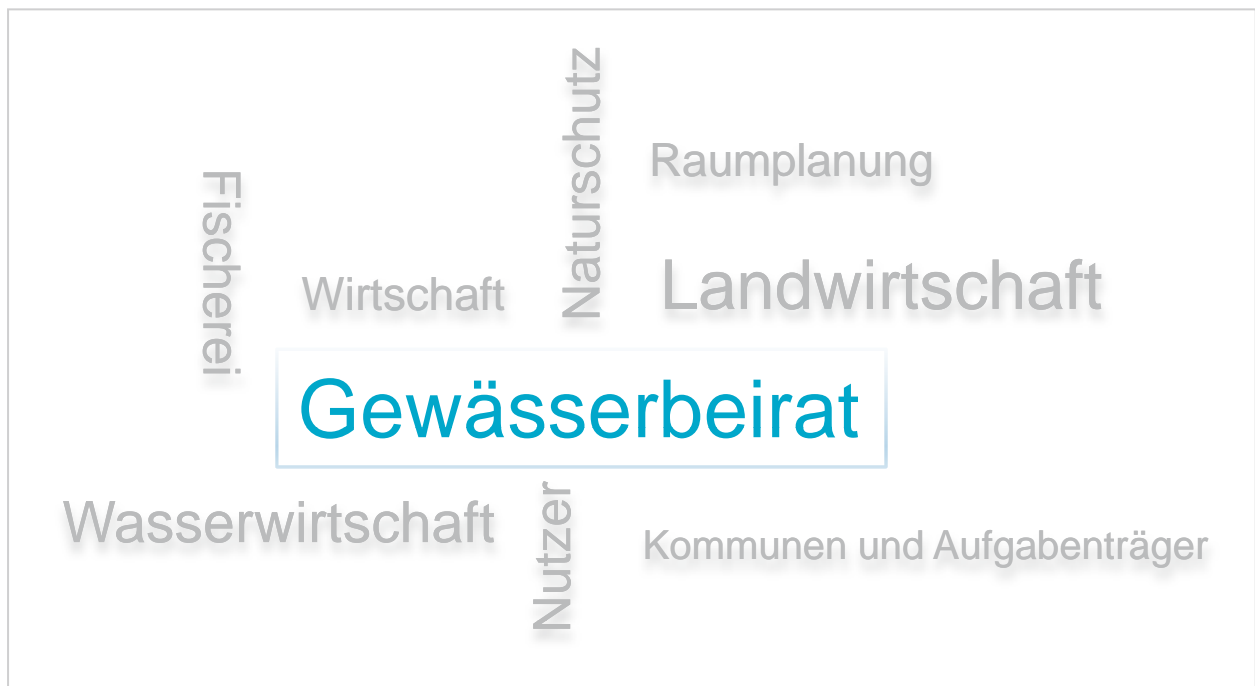 Naturschutz
Raumplanung
Fischerei
Wirtschaft
Landwirtschaft
Gewässerbeirat
Wasserwirtschaft
Nutzer
Kommunen und Aufgabenträger